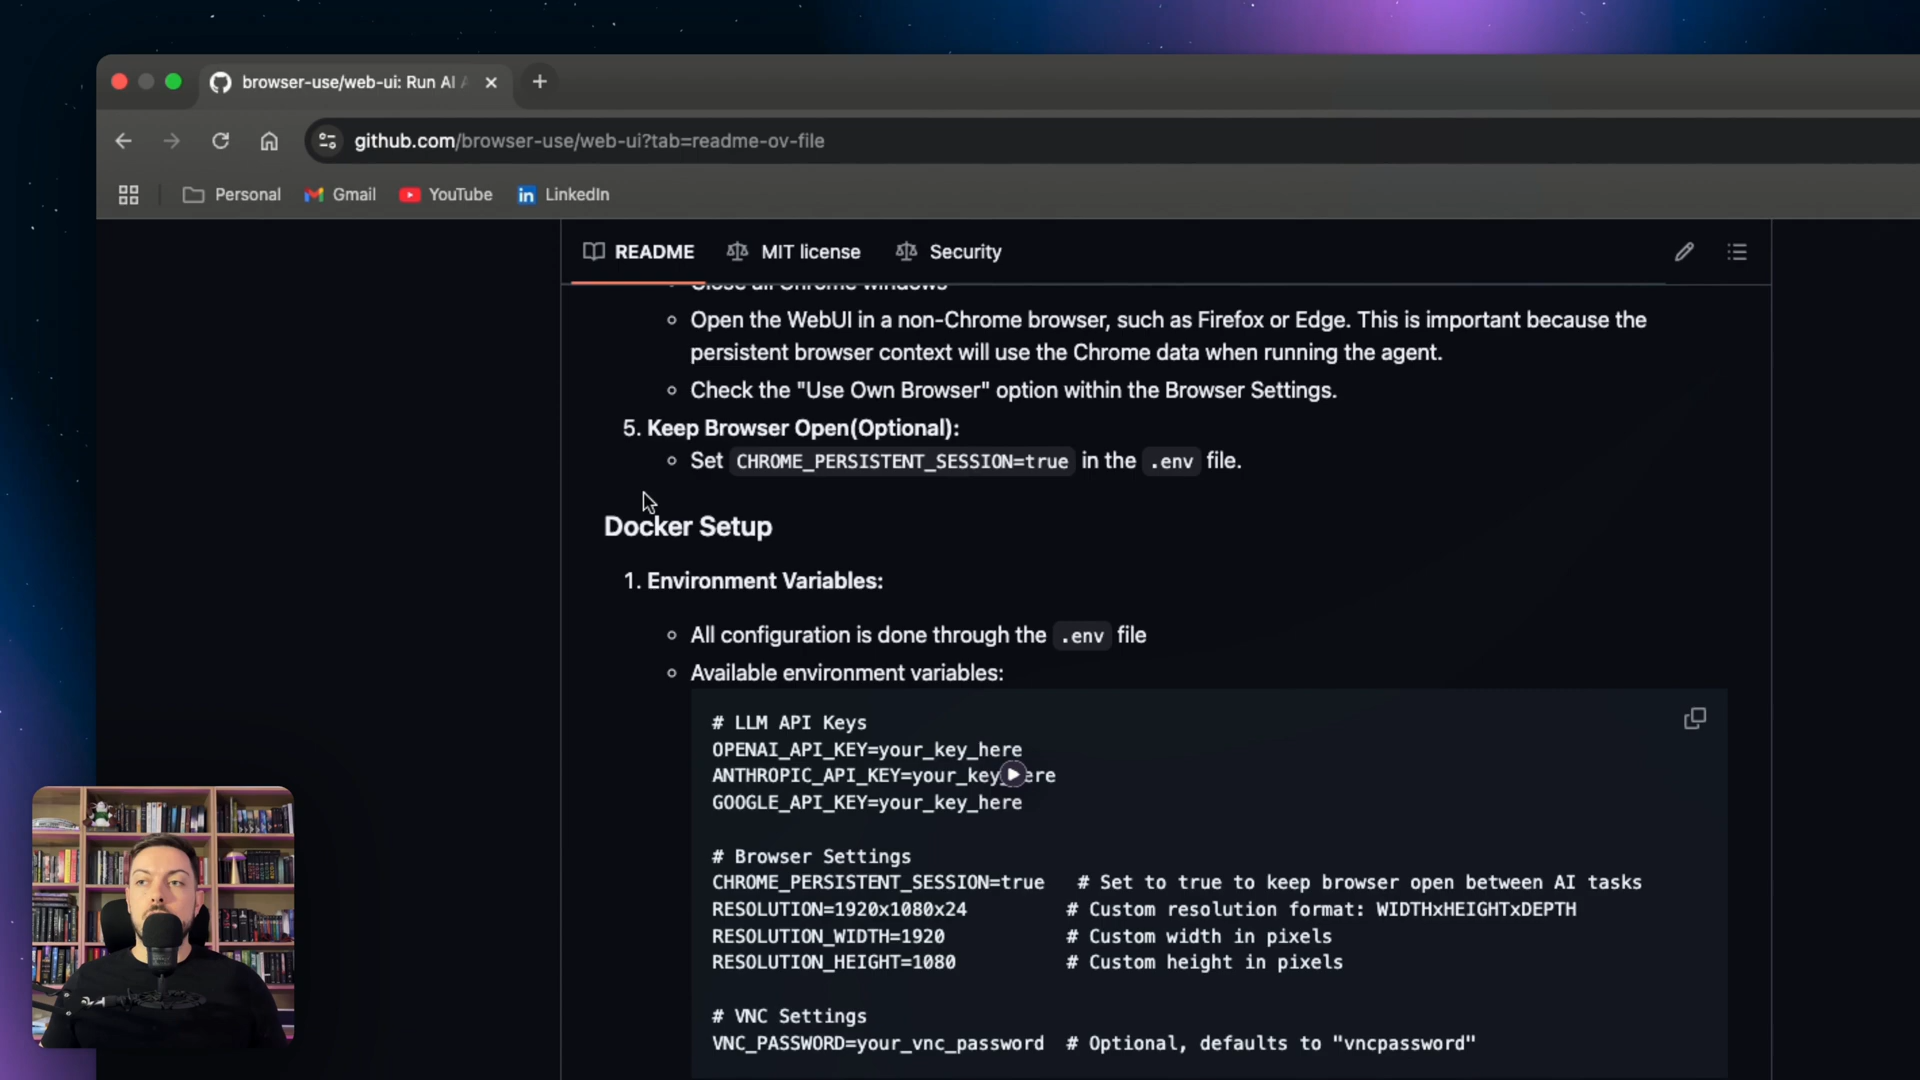 browser-use/web-ui: Run AI A
github.com/browser-use/web-ui?tab=readme-ov-file
Personal Gmail YouTube LinkedIn
README MIT license Security
Close all Chrome windows
Open the WebUI in a non-Chrome browser, such as Firefox or Edge. This is important because the
persistent browser context will use the Chrome data when running the agent.
Check the "Use Own Browser" option within the Browser Settings.
5. Keep Browser Open(Optional):
Set CHROME_PERSISTENT_SESSION=true in the .env file.
Docker Setup
1. Environment Variables:
All configuration is done through the .env file
Available environment variables:
# LLM API Keys
OPENAI_API_KEY=your_key_here
ANTHROPIC_API_KEY=your_key_here
GOOGLE_API_KEY=your_key_here
# Browser Settings
CHROME_PERSISTENT_SESSION=true # Set to true to keep browser open between AI tasks
RESOLUTION=1920x1080x24 # Custom resolution format: WIDTHxHEIGHTxDEPTH
RESOLUTION_WIDTH=1920 # Custom width in pixels
RESOLUTION_HEIGHT=1080 # Custom height in pixels
# VNC Settings
VNC_PASSWORD=your_vnc_password # Optional, defaults to "vncpassword"